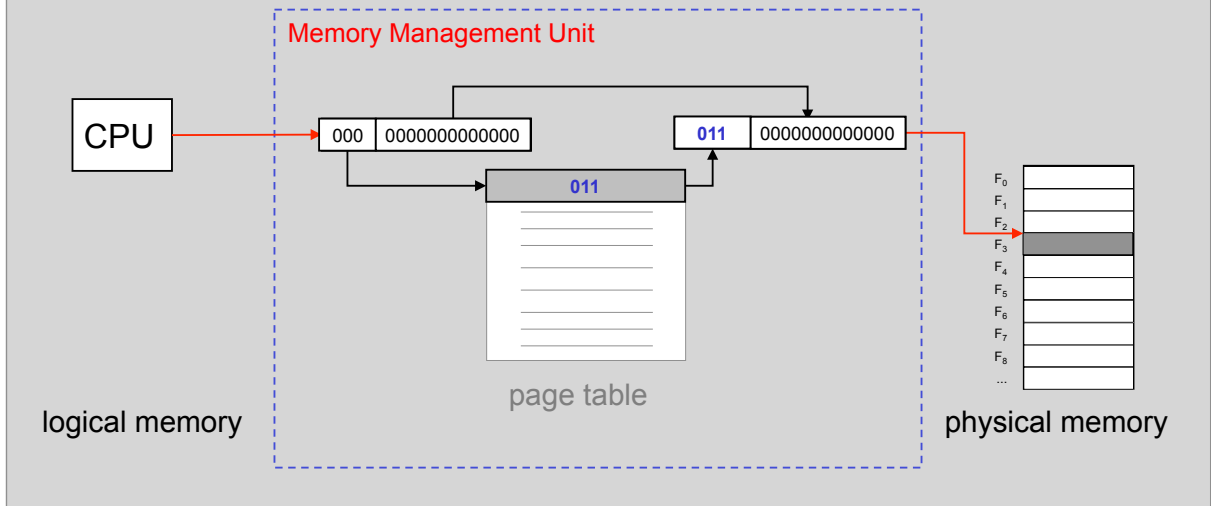 Memory Management Unit
CPU
000 0000000000000
011 0000000000000
011
F0
F1
F2
F3
F4
F5
F6
F7
F8
...
page table
logical memory
physical memory